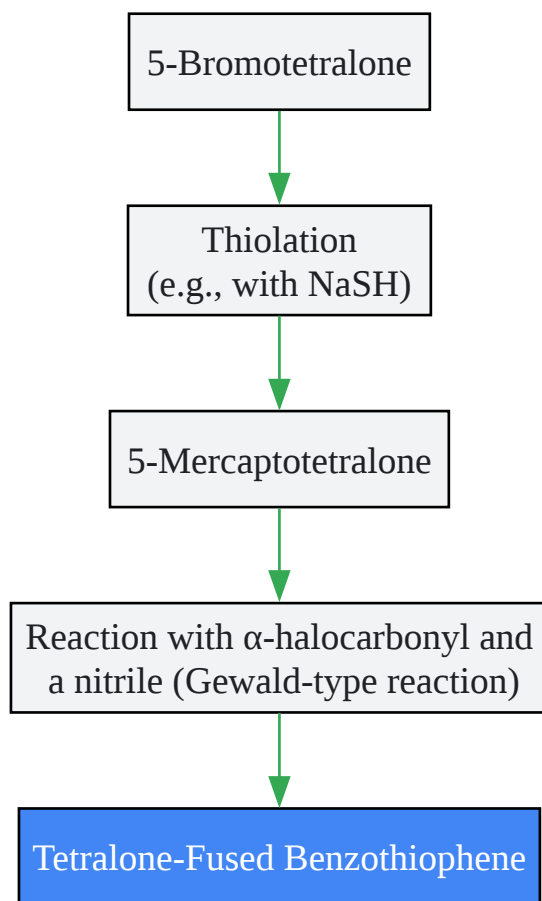 5-Bromotetralone
Thiolation
(e.g., with NaSH)
5-Mercaptotetralone
Reaction with α-halocarbonyl and
a nitrile (Gewald-type reaction)
Tetralone-Fused Benzothiophene